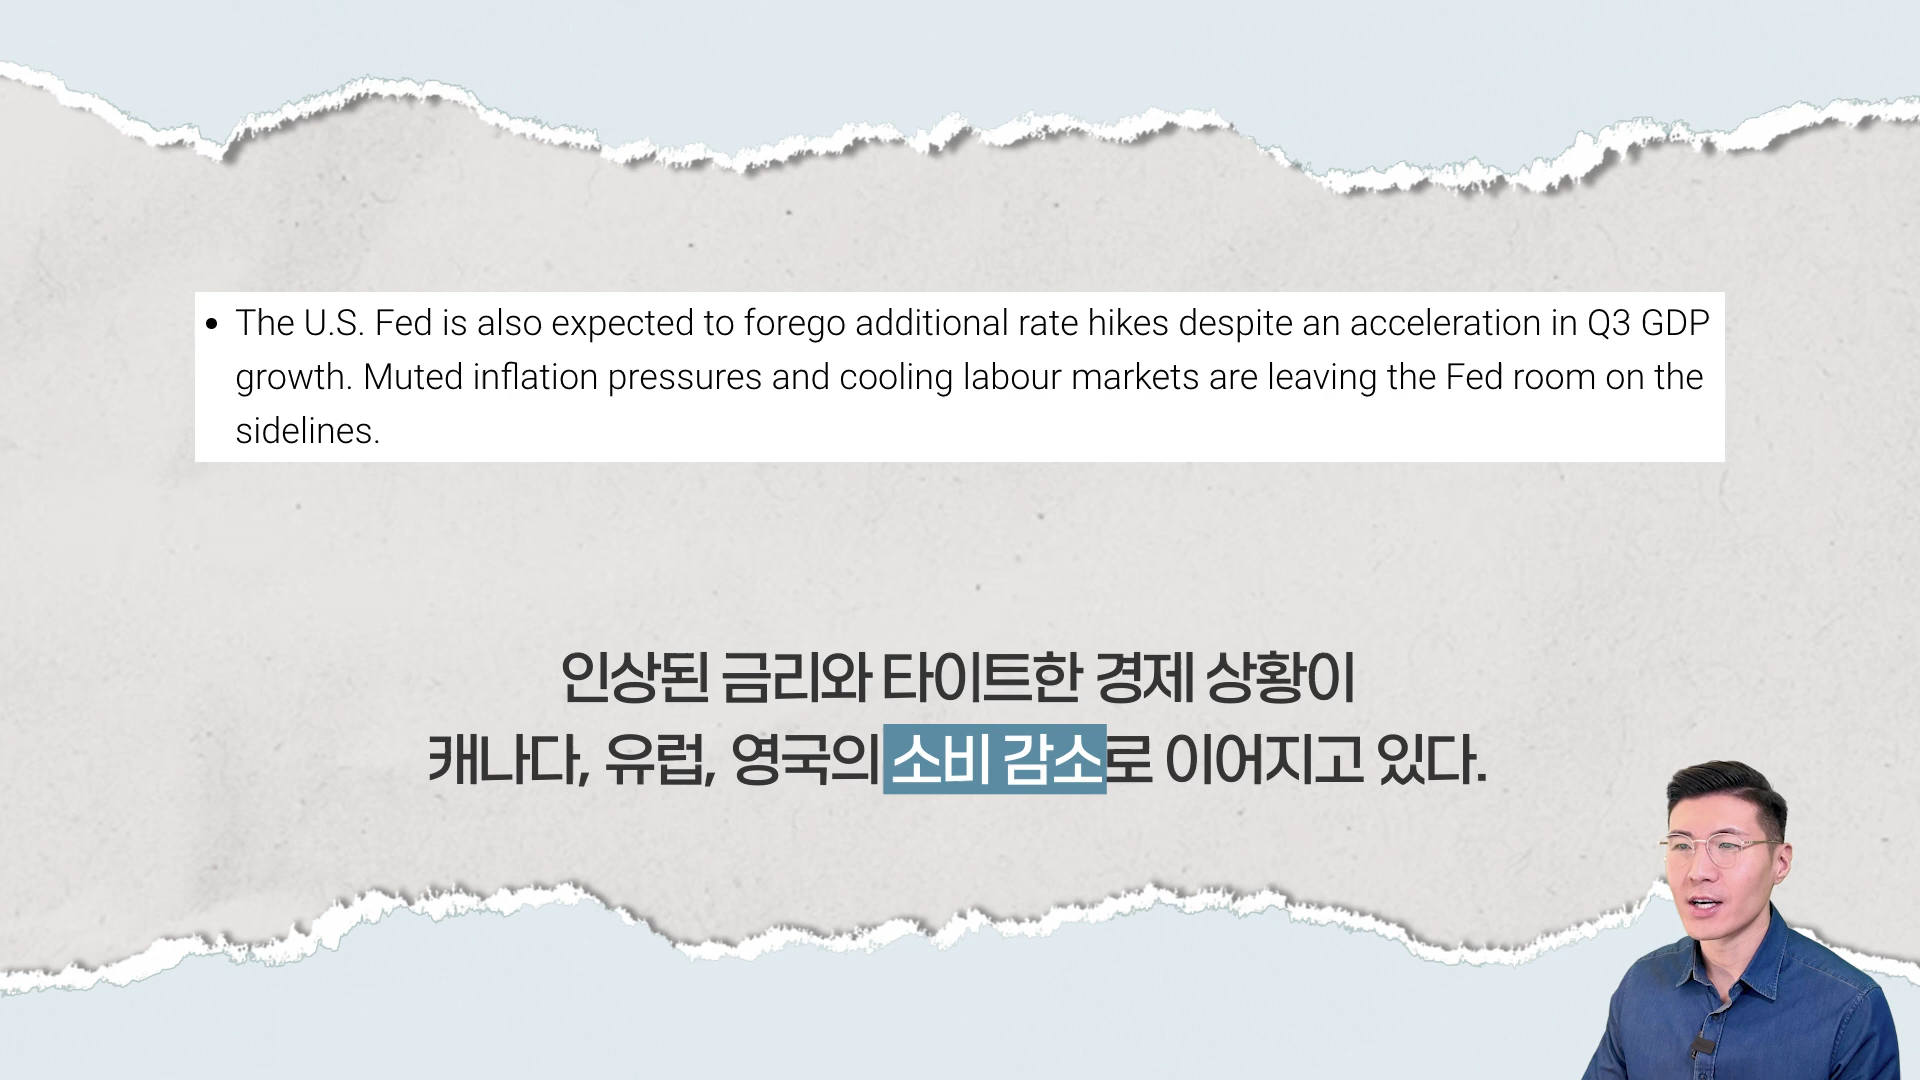 • The U.S. Fed is also expected to forego additional rate hikes despite an acceleration in Q3 GDP
growth. Muted inflation pressures and cooling labour markets are leaving the Fed room on the
sidelines.
인상된 금리와 타이트한 경제 상황이
캐나다, 유럽, 영국의 소비 감소로 이어지고 있다.